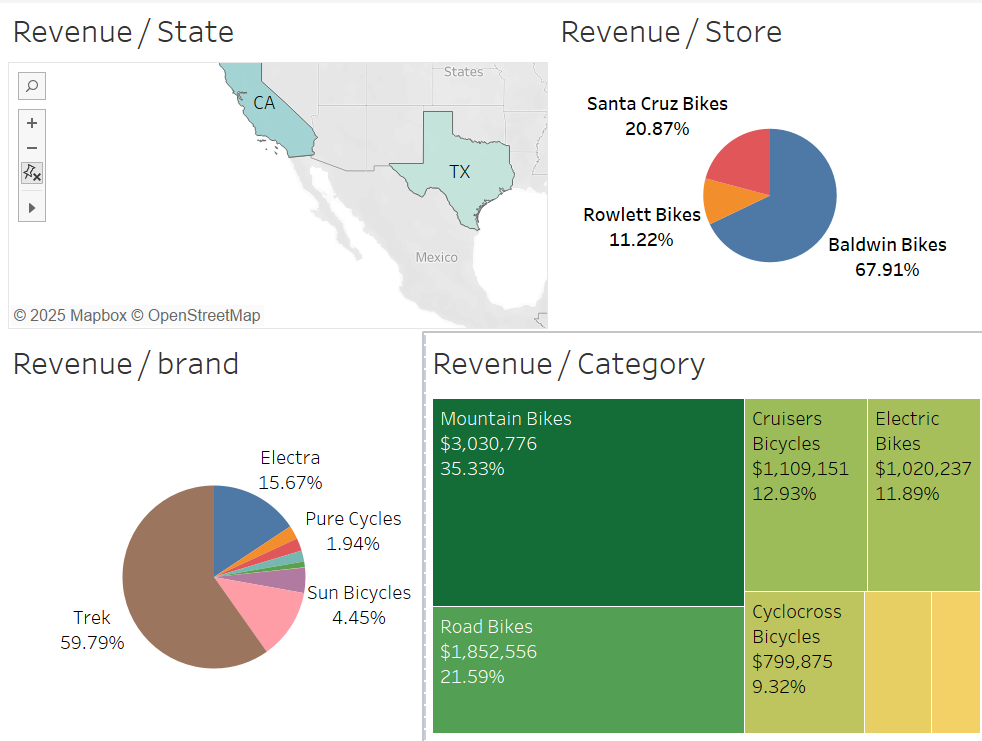 Revenue / State
States
CA
TX
Mexico
© 2025 Mapbox © OpenStreetMap
Revenue / Store
Santa Cruz Bikes
20.87%
Rowlett Bikes
11.22%
Baldwin Bikes
67.91%
Revenue / brand
Electra
15.67%
Pure Cycles
1.94%
Sun Bicycles
4.45%
Trek
59.79%
Revenue / Category
Mountain Bikes
$3,030,776
35.33%
Road Bikes
$1,852,556
21.59%
Cruisers
Bicycles
$1,109,151
12.93%
Electric
Bikes
$1,020,237
11.89%
Cyclocross
Bicycles
$799,875
9.32%